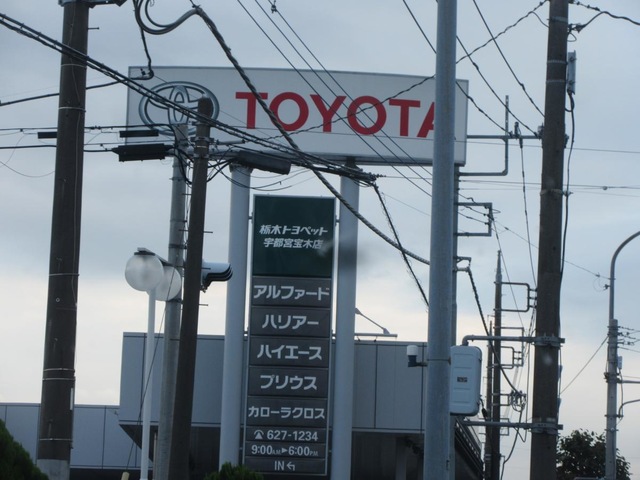 TOYOTA
栃木トヨペット
宇都宮宝木店
アルファード
ハリアー
ハイエース
プリウス
カローラクロス
☎627-1234
9:00AM▶6:00PM
IN↰